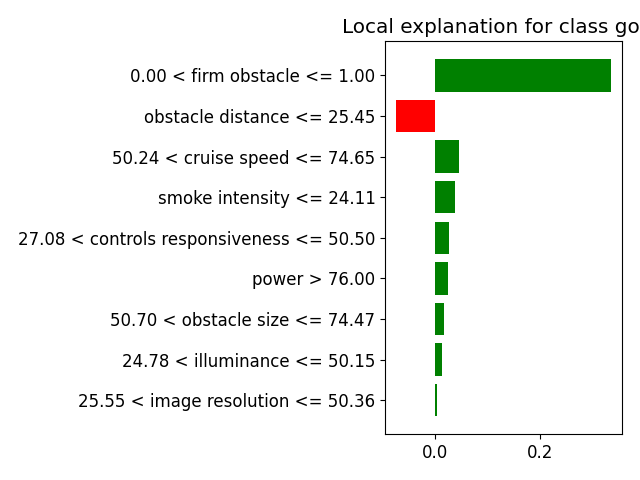 Local explanation for class go
0.00 < firm obstacle <= 1.00
obstacle distance <= 25.45
50.24 < cruise speed <= 74.65
smoke intensity <= 24.11
27.08 < controls responsiveness <= 50.50
power > 76.00
50.70 < obstacle size <= 74.47
24.78 < illuminance <= 50.15
25.55 < image resolution <= 50.36
0.0 0.2